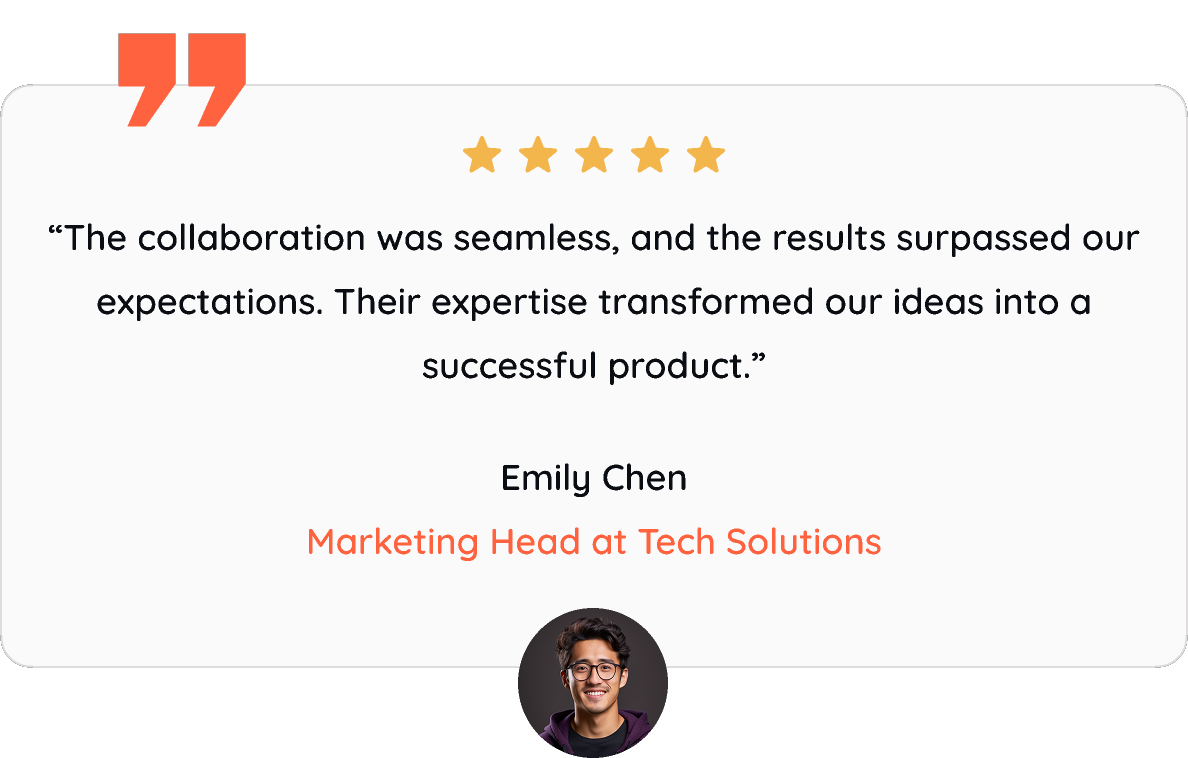 “The collaboration was seamless, and the results surpassed our
expectations. Their expertise transformed our ideas into a
successful product.”
Emily Chen
Marketing Head at Tech Solutions